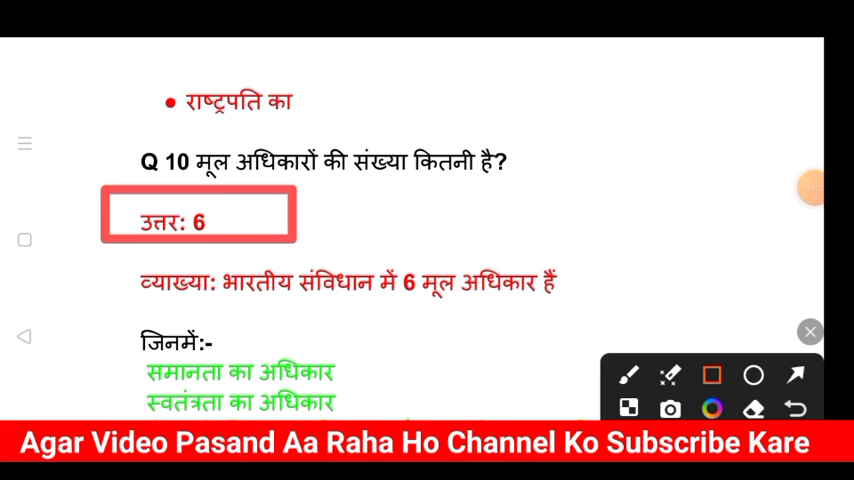 • राष्ट्रपति का
Q 10 मूल अधिकारों की संख्या कितनी है?
उत्तर: 6
व्याख्या: भारतीय संविधान में 6 मूल अधिकार हैं
जिनमें:-
समानता का अधिकार
स्वतंत्रता का अधिकार
Agar Video Pasand Aa Raha Ho Channel Ko Subscribe Kare